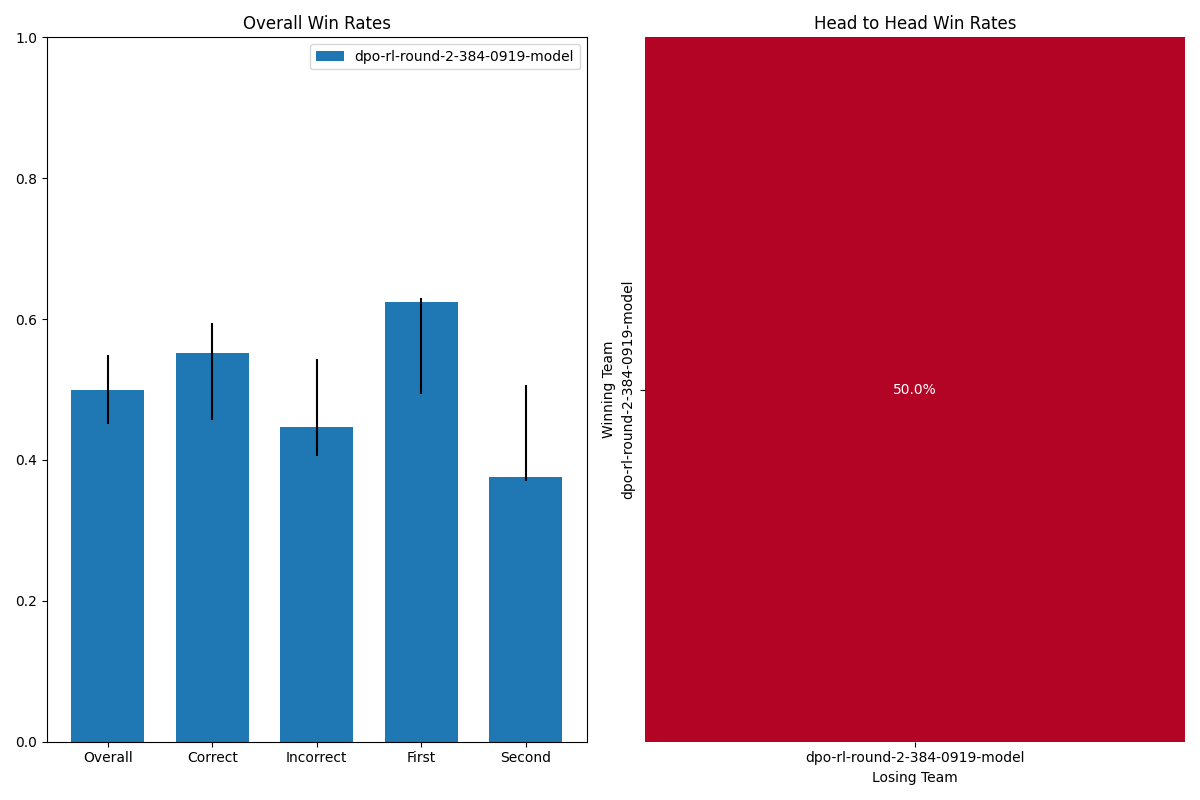 Overall Win Rates
dpo-rl-round-2-384-0919-model
1.0
0.8
0.6
0.4
0.2
0.0
Overall
Correct
Incorrect
First
Second
Head to Head Win Rates
Winning Team
dpo-rl-round-2-384-0919-model
50.0%
dpo-rl-round-2-384-0919-model
Losing Team